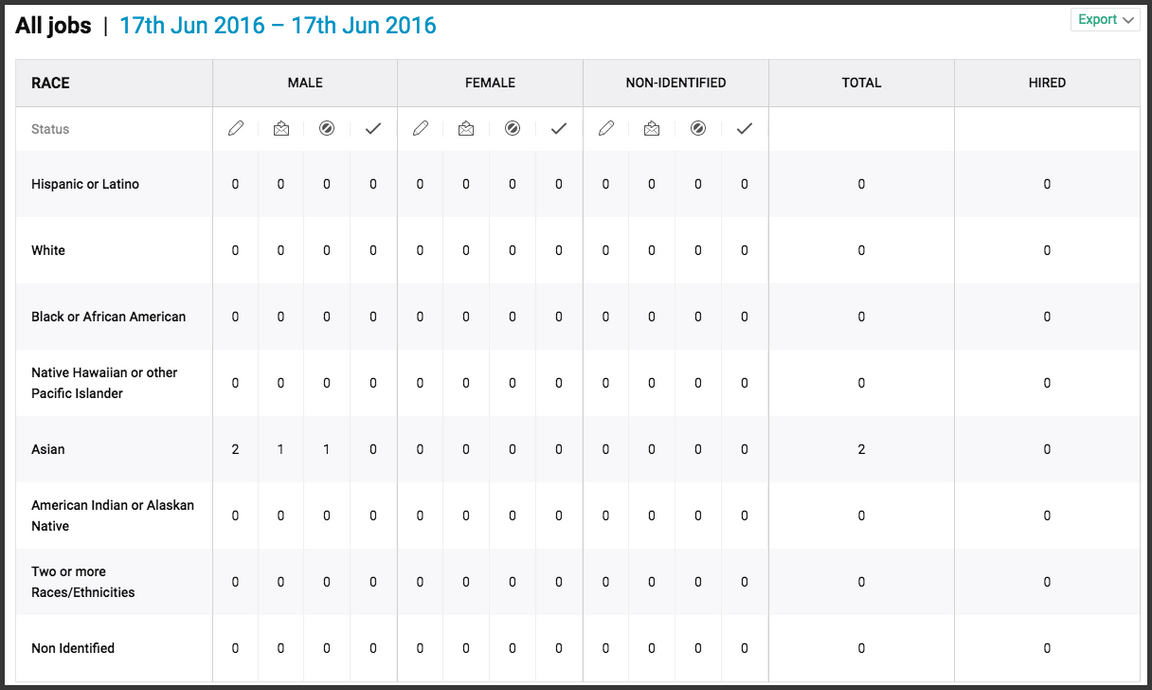 All jobs | 17th Jun 2016 – 17th Jun 2016
Export
RACE MALE FEMALE NON-IDENTIFIED TOTAL HIRED
Status
Hispanic or Latino 0 0 0 0 0 0 0 0 0 0 0 0 0 0
White 0 0 0 0 0 0 0 0 0 0 0 0 0 0
Black or African American 0 0 0 0 0 0 0 0 0 0 0 0 0 0
Native Hawaiian or other
Pacific Islander 0 0 0 0 0 0 0 0 0 0 0 0 0 0
Asian 2 1 1 0 0 0 0 0 0 0 0 0 2 0
American Indian or Alaskan
Native 0 0 0 0 0 0 0 0 0 0 0 0 0 0
Two or more
Races/Ethnicities 0 0 0 0 0 0 0 0 0 0 0 0 0 0
Non Identified 0 0 0 0 0 0 0 0 0 0 0 0 0 0